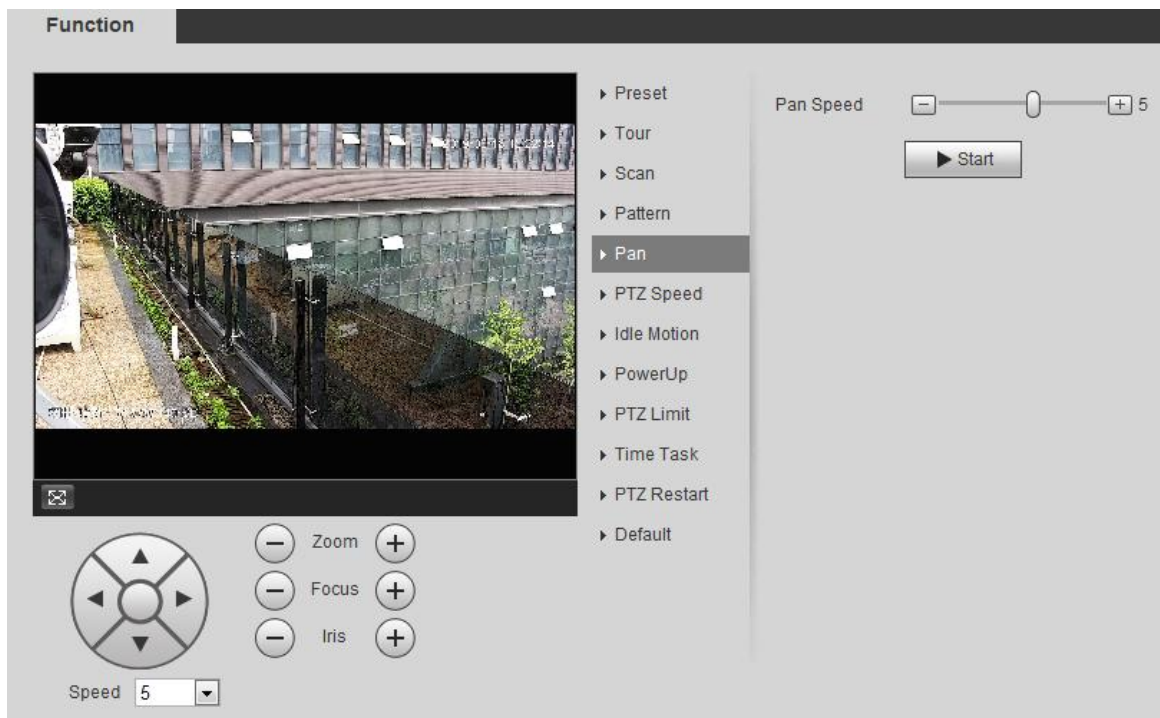 Function
Preset
Tour
Scan
Pattern
Pan
PTZ Speed
Idle Motion
PowerUp
PTZ Limit
Time Task
PTZ Restart
Default
Pan Speed
5
Start
Zoom
Focus
Iris
Speed 5